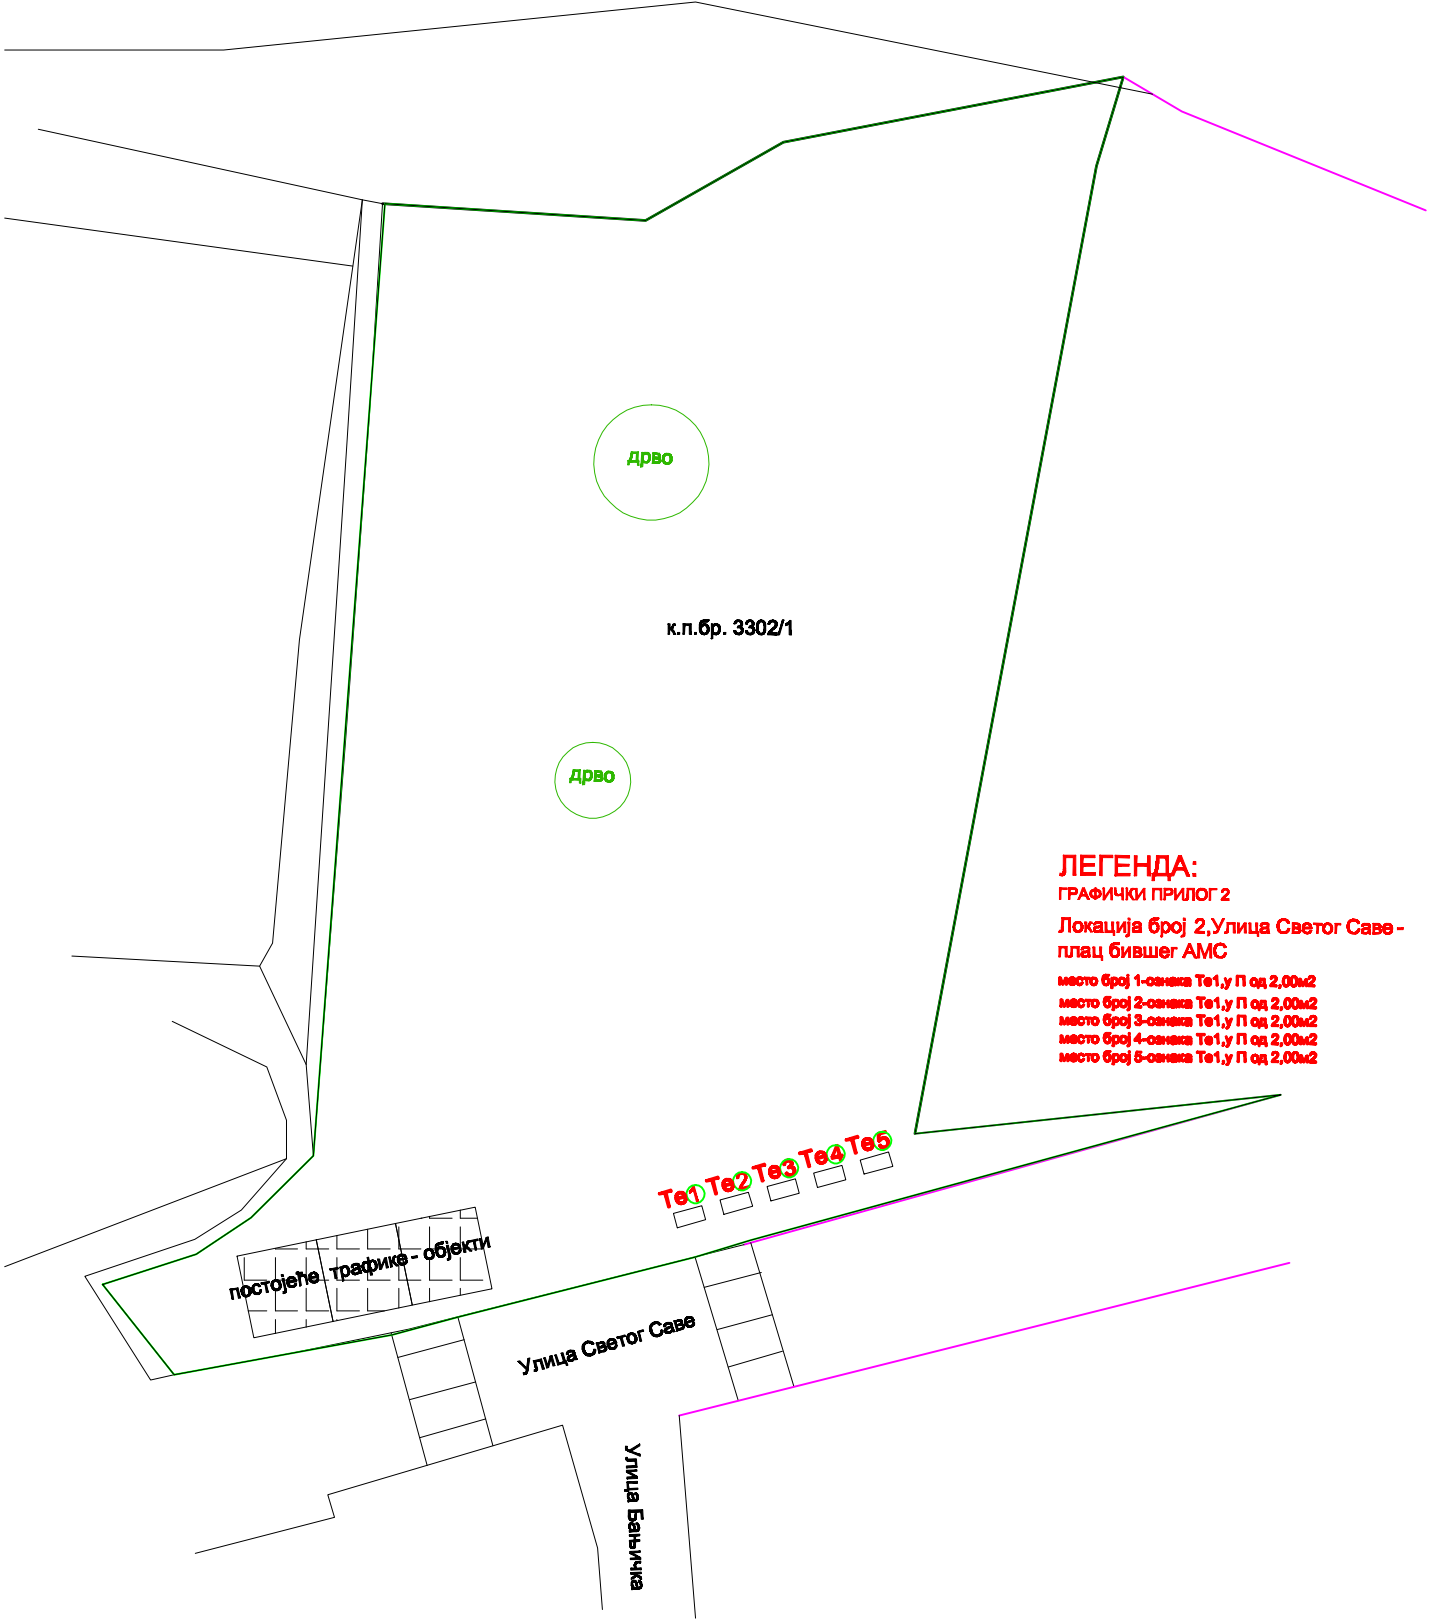 дрво
к.п.бр. 3302/1
дрво
ЛЕГЕНДА:
ГРАФИЧКИ ПРИЛОГ 2
Локација број 2,Улица Светог Саве -
плац бившег АМС
место број 1-ознака Те1,у П од 2,00м2
место број 2-ознака Те1,у П од 2,00м2
место број 3-ознака Те1,у П од 2,00м2
место број 4-ознака Те1,у П од 2,00м2
место број 5-ознака Те1,у П од 2,00м2
Те1 Те2 Те3 Те4 Те5
постојеће трафике - објекти
Улица Светог Саве
Улица Бањичка